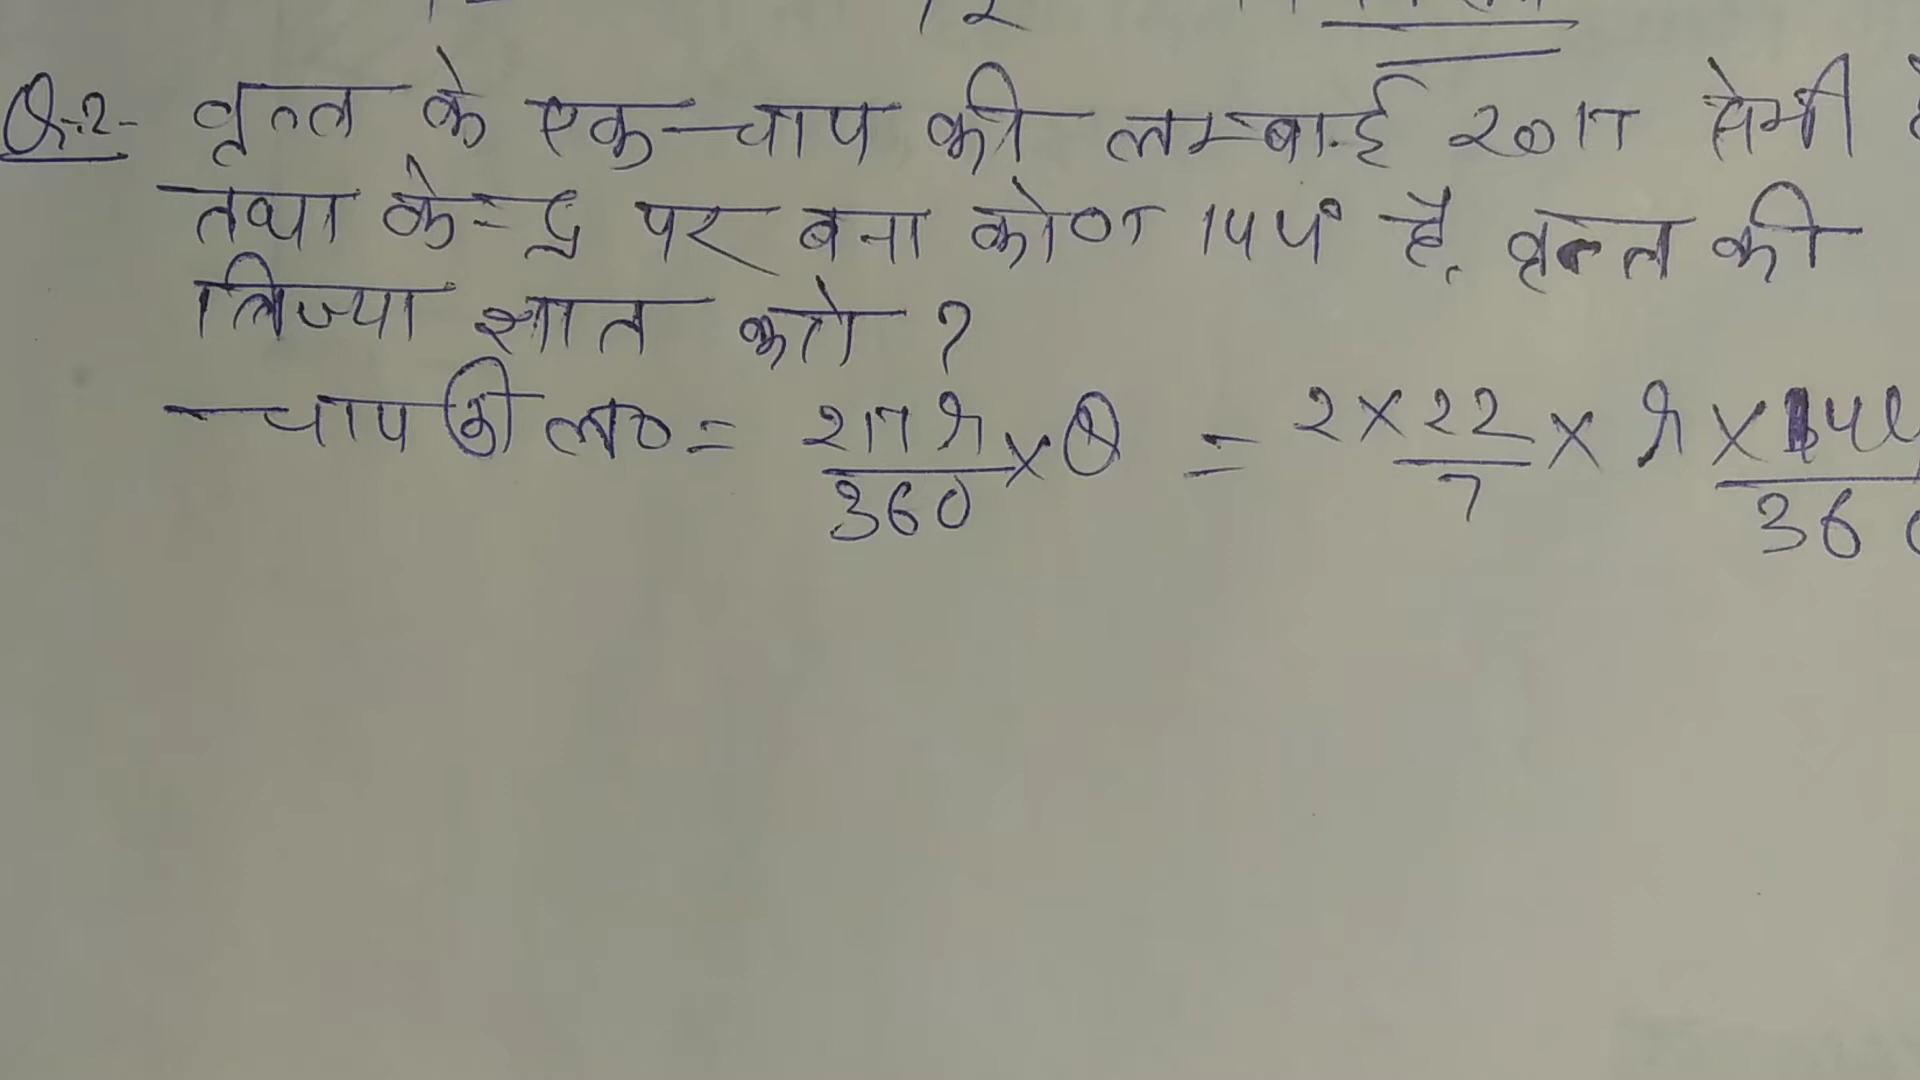 Q.2- वृत्त के एक चाप की लम्बाई 20π सेमी है
तथा केन्द्र पर बना कोण 144° है, वृत्त की
त्रिज्या ज्ञात करो ?
चाप की ल० = 2πr/360 × θ = 2 × 22/7 × r × 144/360